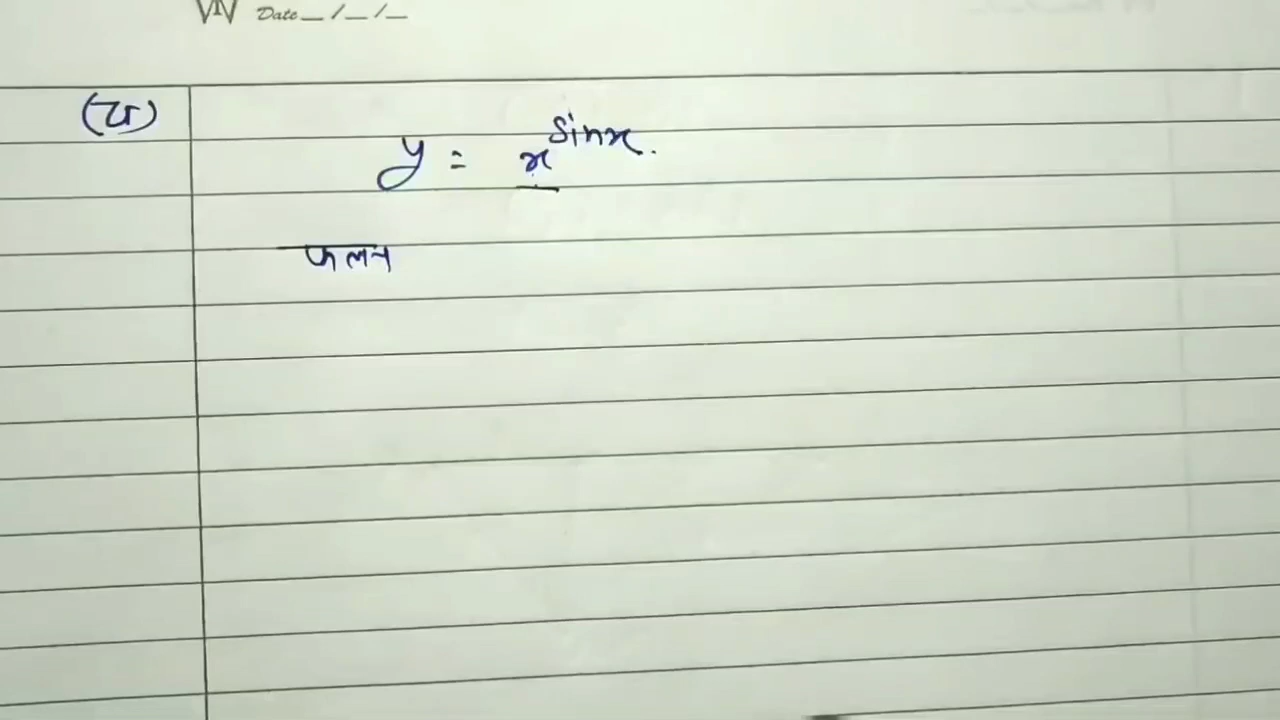 Date _ / _ / _
(य)
y = x^sinx.
फलन